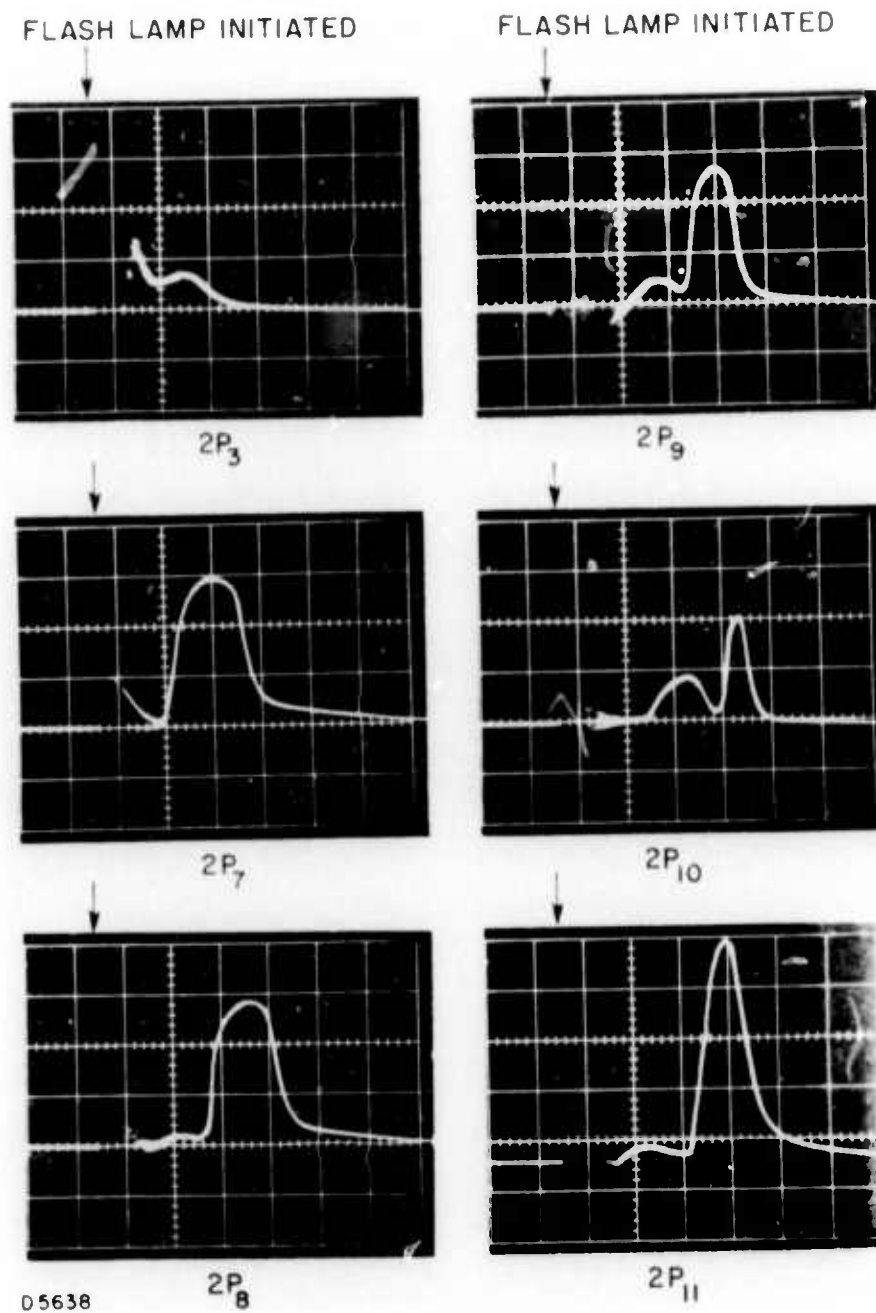 FLASH LAMP INITIATED
FLASH LAMP INITIATED
2P₃
2P₉
2P₇
2P₁₀
2P₈
2P₁₁
D5638